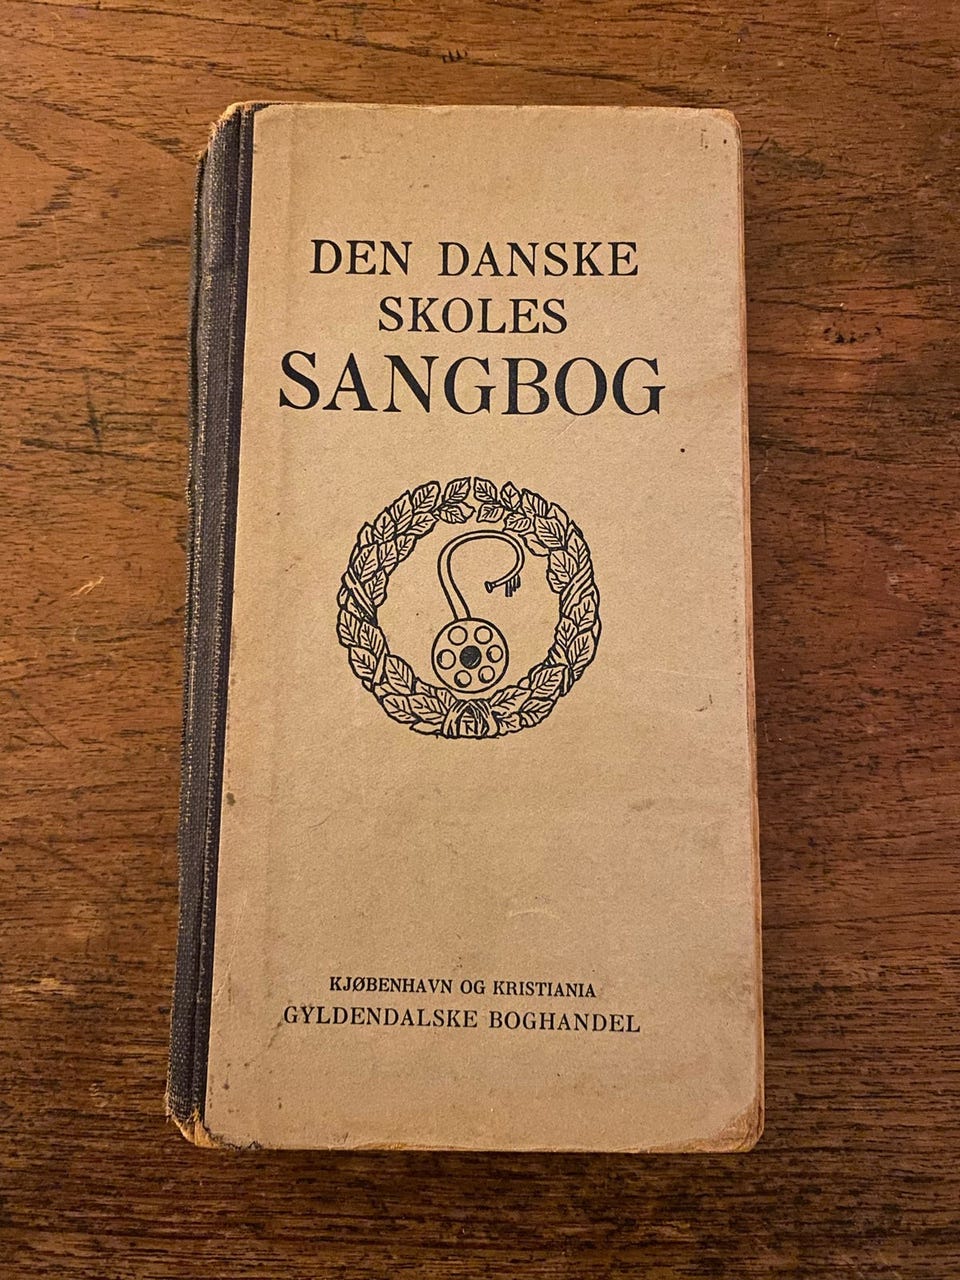 DEN DANSKE
SKOLES
SANGBOG
KJØBENHAVN OG KRISTIANIA
GYLDENDALSKE BOGHANDEL